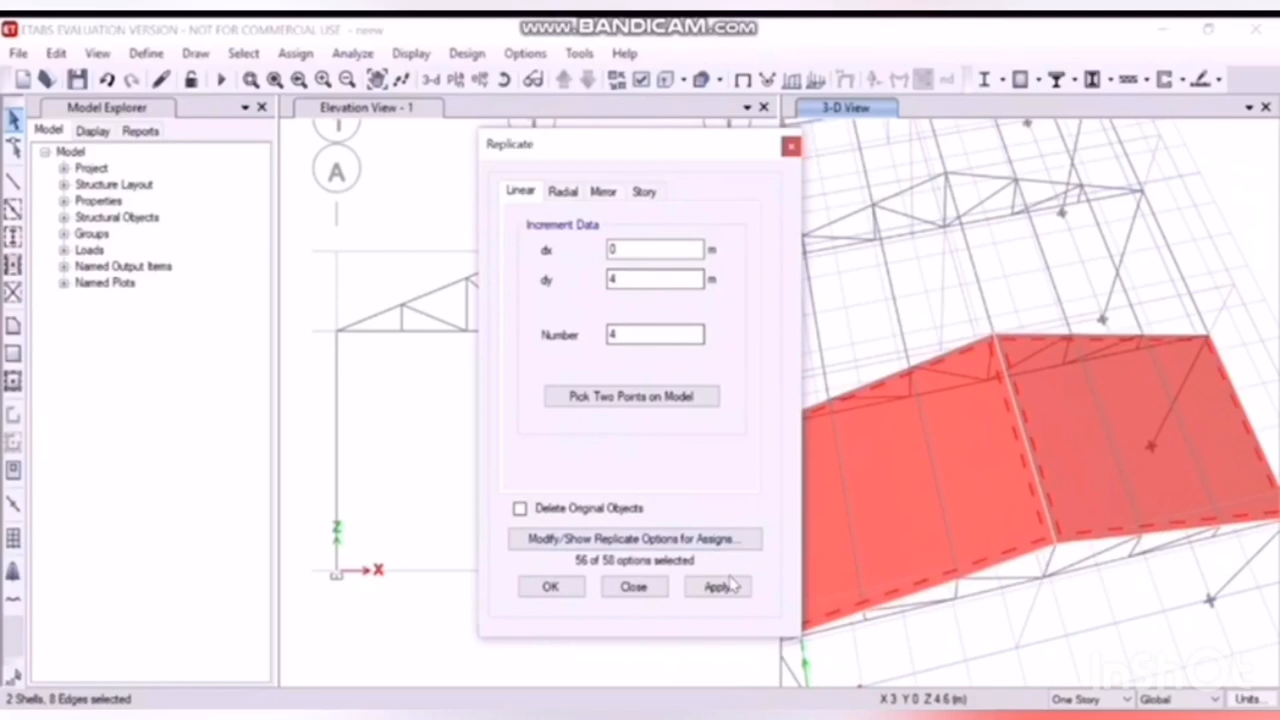 www.BANDICAM.com
ETABS EVALUATION VERSION - NOT FOR COMMERCIAL USE - neww
File Edit View Define Draw Select Assign Analyze Display Design Options Tools Help
3-d
nd
Model Explorer
Elevation View - 1
3-D View
Model Display Reports
Model
Project
Structure Layout
Properties
Structural Objects
Groups
Loads
Named Output Items
Named Plots
A
Z
X
Replicate
Linear Radial Mirror Story
Increment Data
dx 0 m
dy 4 m
Number 4
Pick Two Points on Model
Delete Original Objects
Modify/Show Replicate Options for Assigns...
56 of 58 options selected
OK Close Apply
InShOt
2 Shells, 8 Edges selected
X 3 Y 0 Z 4.6 (m)
One Story Global Units...